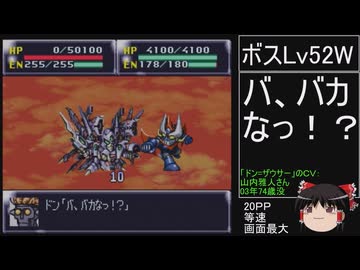 HP 0/50100
EN255/255
HP 4100/4100
EN 178/180
10
ドン「バ、バカなっ!?」
ボスLv52W
バ、バカ
なっ!?
「ドン=ザウサー」のCV:
山内雅人さん
03年74歳没
20PP
等速
画面最大